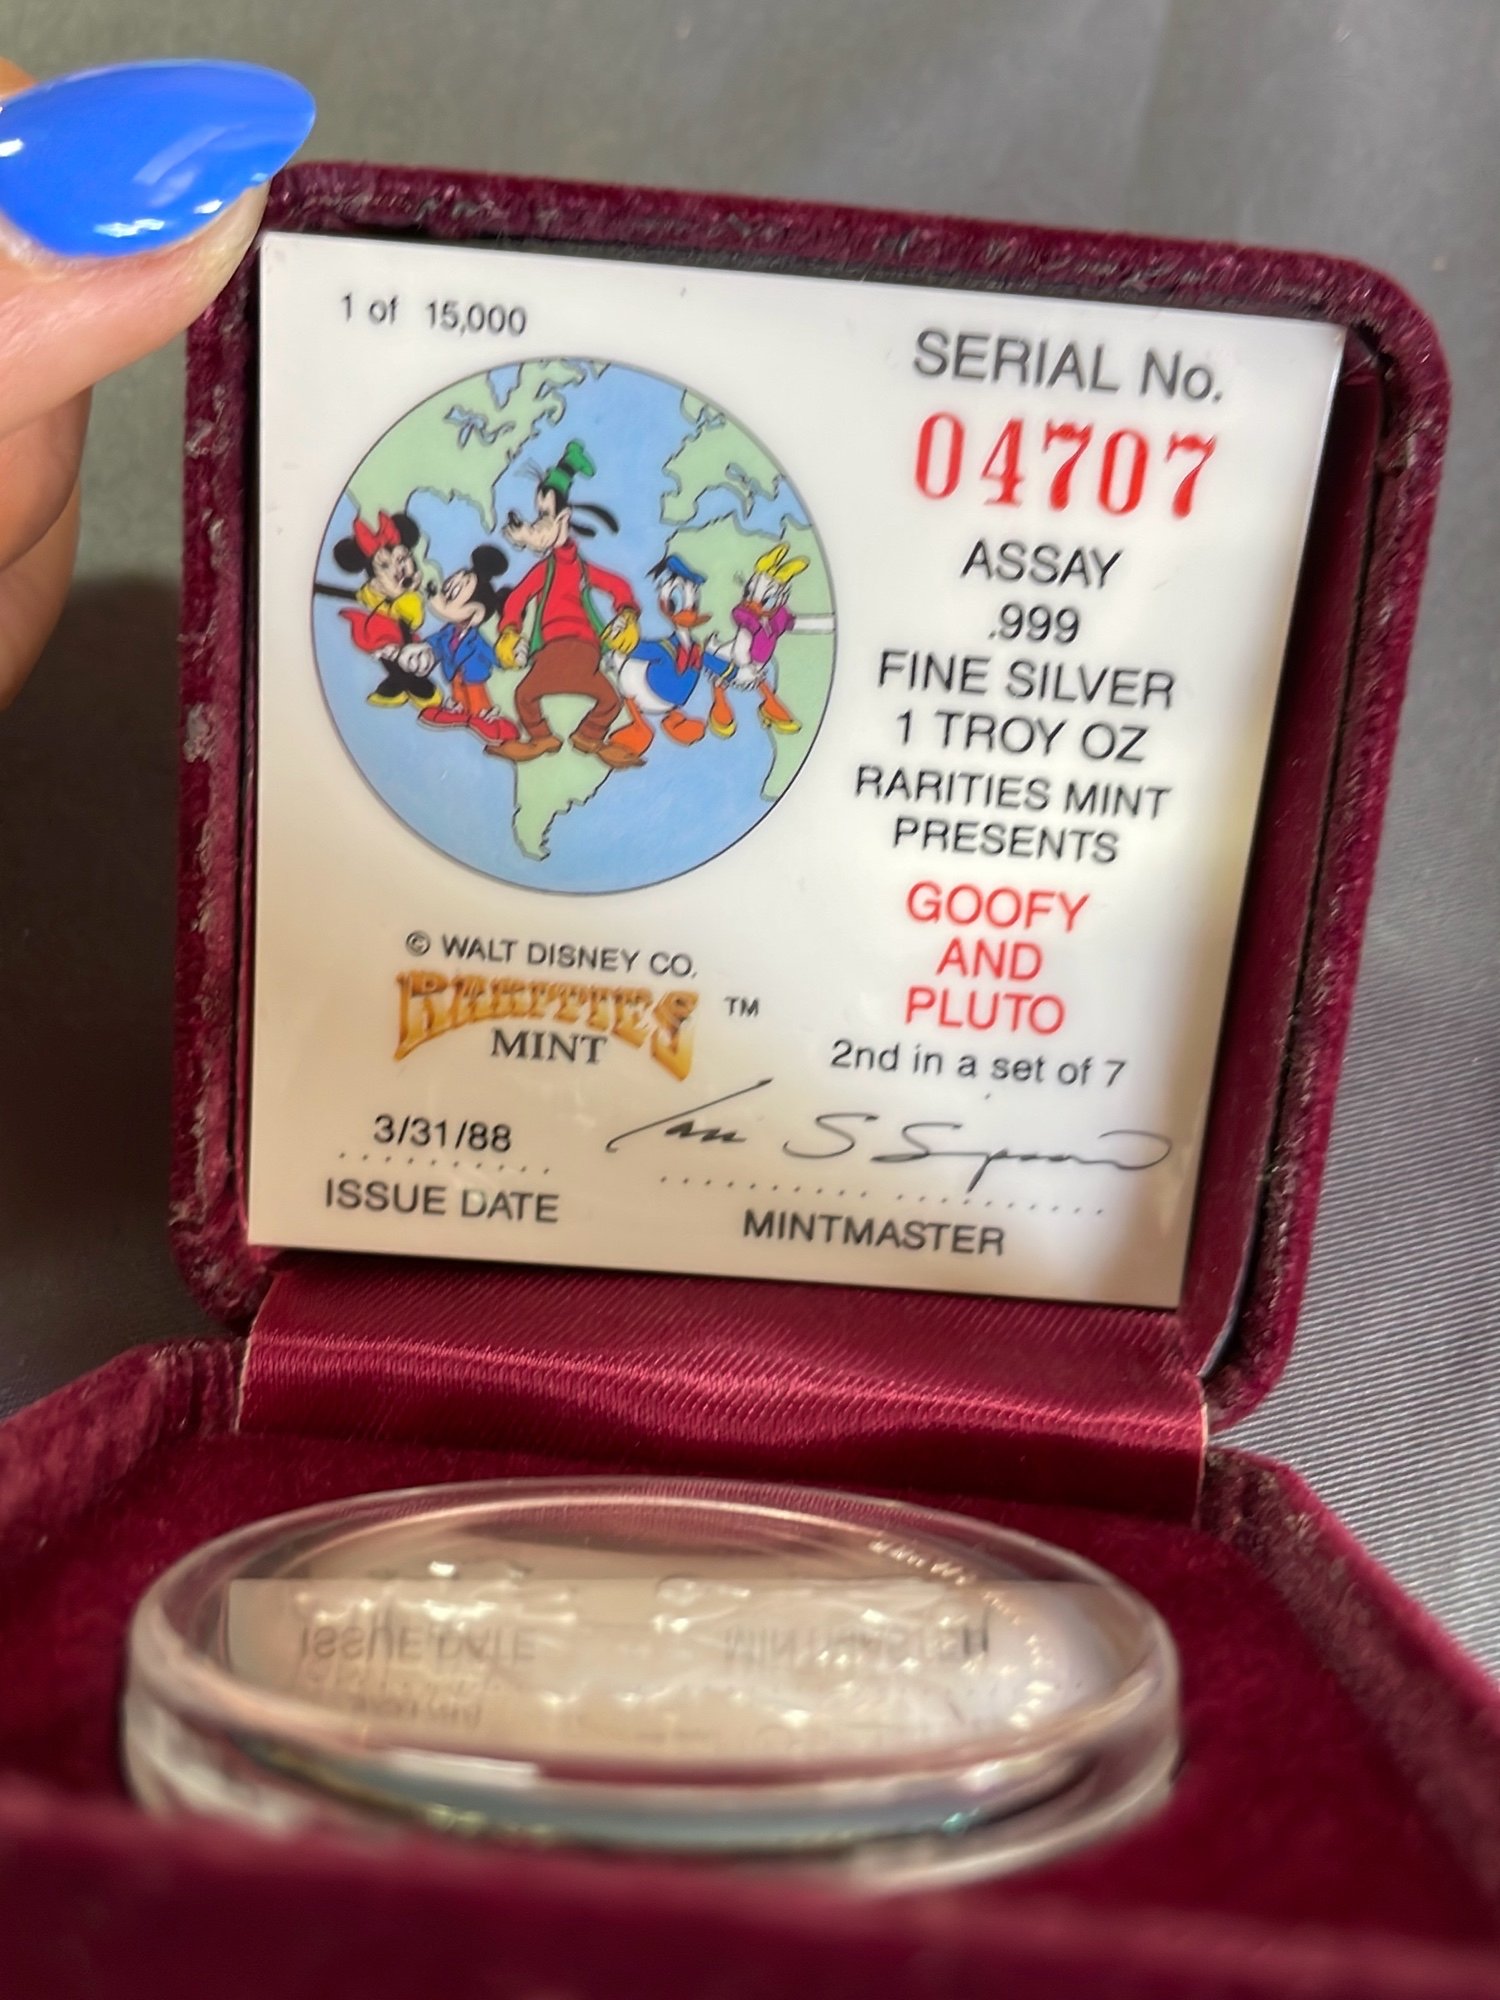 1 of 15,000
SERIAL No.
04707
ASSAY
.999
FINE SILVER
1 TROY OZ
RARITIES MINT
PRESENTS
GOOFY
AND
PLUTO
2nd in a set of 7
© WALT DISNEY CO.
RARITIES TM
MINT
3/31/88
ISSUE DATE
MINTMASTER